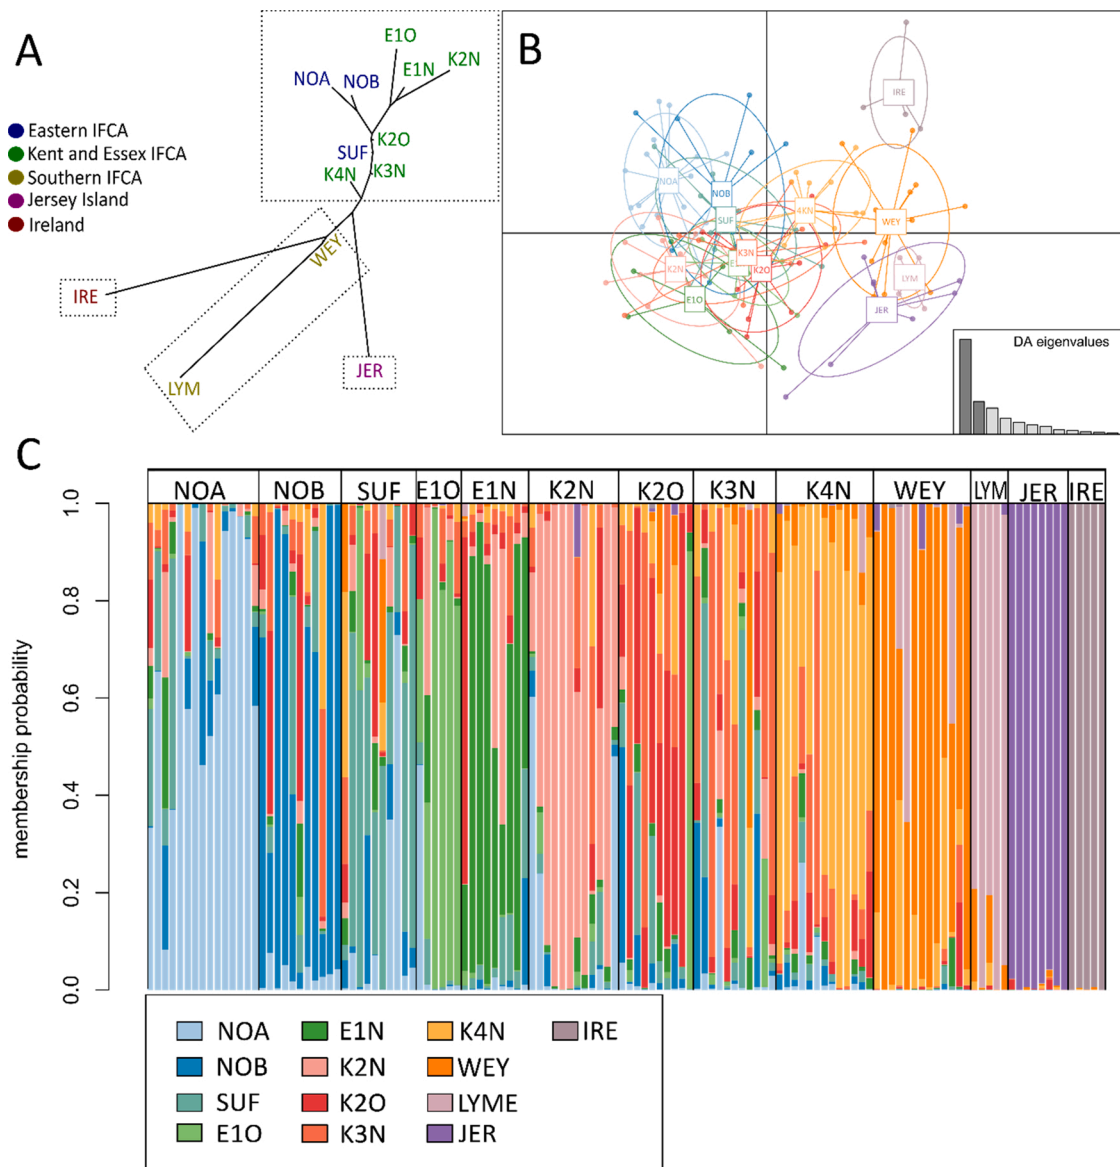 A
E1O
K2N
E1N
NOA
NOB
K2O
SUF
K3N
K4N
WEY
IRE
LYM
JER
Eastern IFCA
Kent and Essex IFCA
Southern IFCA
Jersey Island
Ireland
B
IRE
NOA
NOB
SUF
4KN
WEY
K3N
K2N
K2O
E1O
LYM
JER
DA eigenvalues
C
NOA NOB SUF E1O E1N K2N K2O K3N K4N WEY LYM JER IRE
membership probability
1.0
0.8
0.6
0.4
0.2
0.0
NOA E1N K4N IRE
NOB K2N WEY
SUF K2O LYME
E1O K3N JER